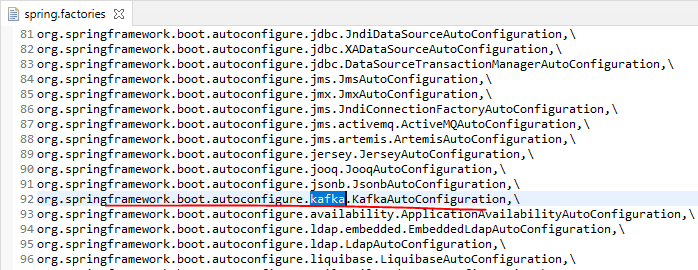 spring.factories
81 org.springframework.boot.autoconfigure.jdbc.JndiDataSourceAutoConfiguration,\
82 org.springframework.boot.autoconfigure.jdbc.XADataSourceAutoConfiguration,\
83 org.springframework.boot.autoconfigure.jdbc.DataSourceTransactionManagerAutoConfiguration,\
84 org.springframework.boot.autoconfigure.jms.JmsAutoConfiguration,\
85 org.springframework.boot.autoconfigure.jmx.JmxAutoConfiguration,\
86 org.springframework.boot.autoconfigure.jms.JndiConnectionFactoryAutoConfiguration,\
87 org.springframework.boot.autoconfigure.jms.activemq.ActiveMQAutoConfiguration,\
88 org.springframework.boot.autoconfigure.jms.artemis.ArtemisAutoConfiguration,\
89 org.springframework.boot.autoconfigure.jersey.JerseyAutoConfiguration,\
90 org.springframework.boot.autoconfigure.jooq.JooqAutoConfiguration,\
91 org.springframework.boot.autoconfigure.jsonb.JsonbAutoConfiguration,\
92 org.springframework.boot.autoconfigure.kafka.KafkaAutoConfiguration,\
93 org.springframework.boot.autoconfigure.availability.ApplicationAvailabilityAutoConfiguration,\
94 org.springframework.boot.autoconfigure.ldap.embedded.EmbeddedLdapAutoConfiguration,\
95 org.springframework.boot.autoconfigure.ldap.LdapAutoConfiguration,\
96 org.springframework.boot.autoconfigure.liquibase.LiquibaseAutoConfiguration,\